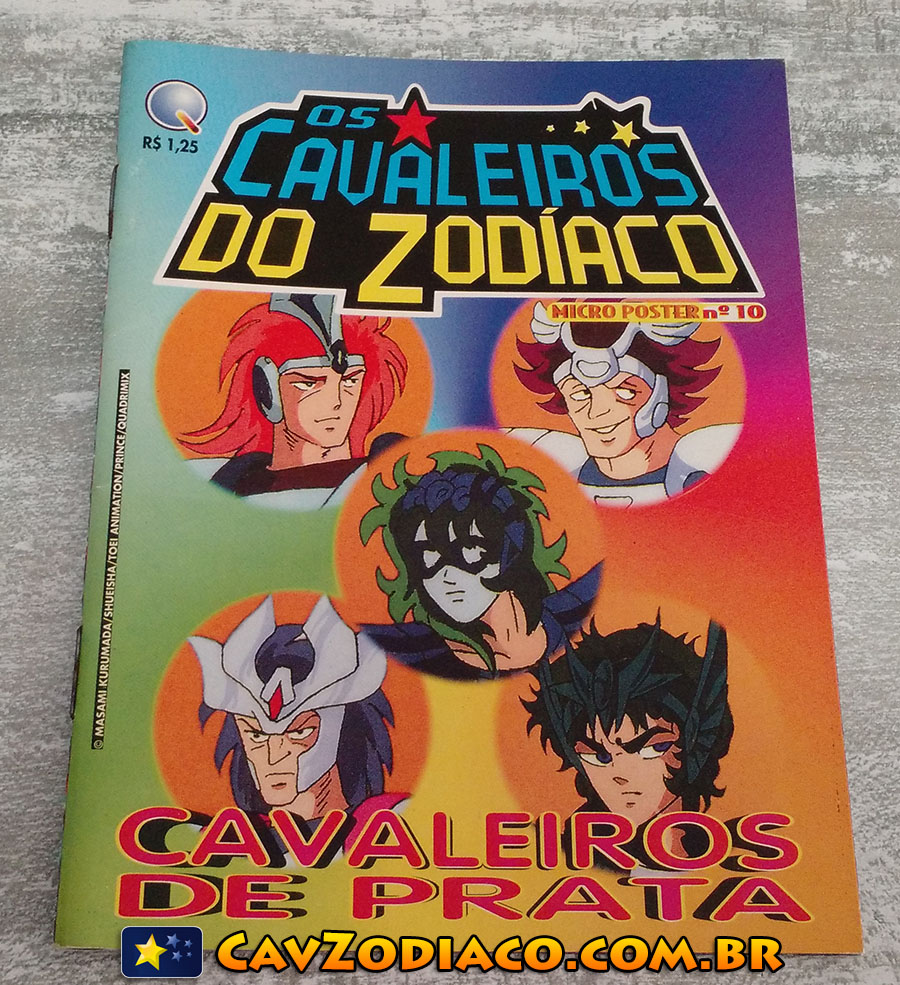 R$ 1,25
OS
CAVALEIROS
DO ZODÍACO
MICRO POSTER nº 10
© MASAMI KURUMADA/SHUEISHA/TOEI ANIMATION/PRINCE/QUADRIMIX
CAVALEIROS
DE PRATA
CAVZODIACO.COM.BR